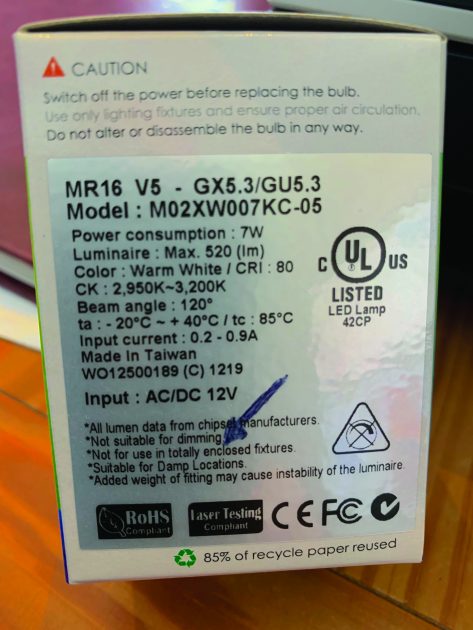 CAUTION
Switch off the power before replacing the bulb.
Use only lighting fixtures and ensure proper air circulation.
Do not alter or disassemble the bulb in any way.
MR16 V5 - GX5.3/GU5.3
Model : M02XW007KC-05
Power consumption : 7W
Luminaire : Max. 520 (lm)
Color : Warm White / CRI : 80
CK : 2,950K~3,200K
Beam angle : 120°
ta : - 20°C ~ + 40°C / tc : 85°C
Input current : 0.2 - 0.9A
Made In Taiwan
WO12500189 (C) 1219
Input : AC/DC 12V
C UL US
LISTED
LED Lamp
42CP
*All lumen data from chipset manufacturers.
*Not suitable for dimming.
*Not for use in totally enclosed fixtures.
*Suitable for Damp Locations.
*Added weight of fitting may cause instability of the luminaire.
RoHS
Compliant
Laser Testing
Compliant
CE FC
85% of recycle paper reused